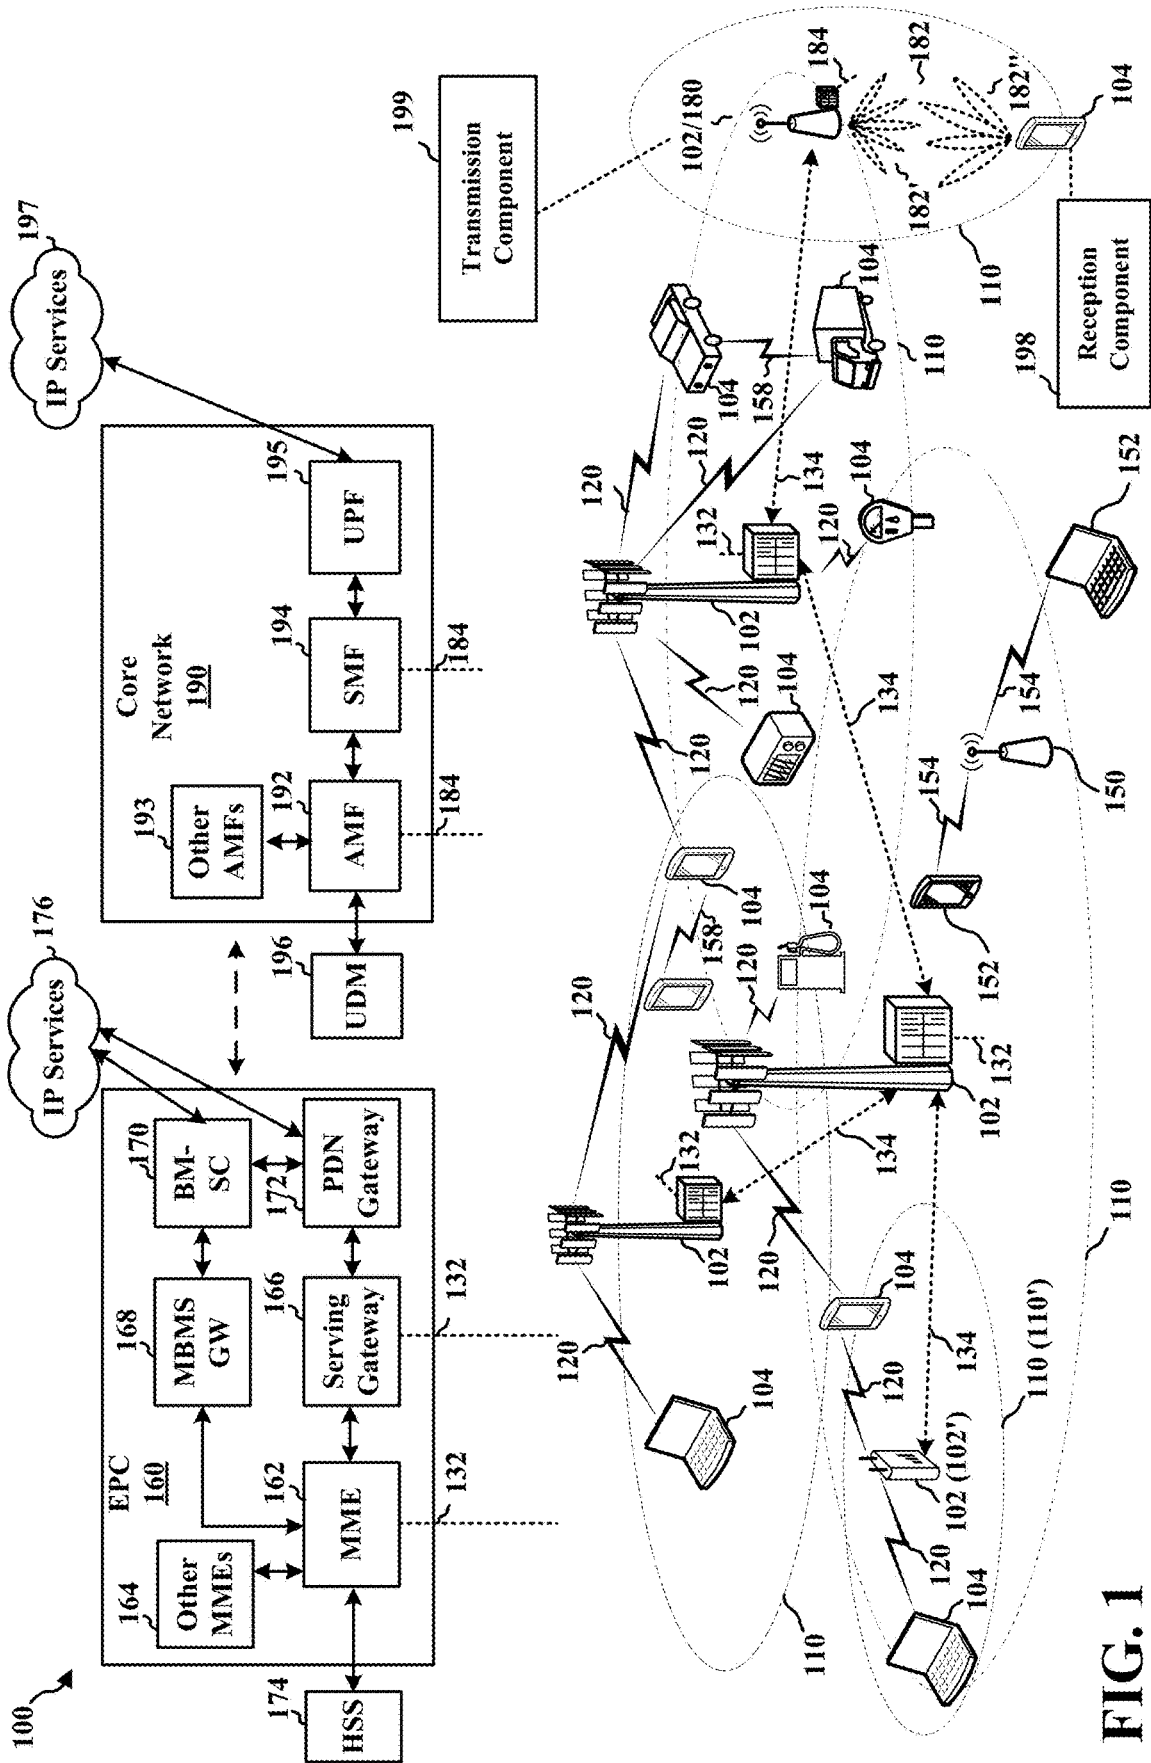 100
EPC
160
164
Other
MMEs
168
MBMS
GW
170
BM-
SC
IP Services
176
174
HSS
162
MME
166
Serving
Gateway
172
PDN
Gateway
132
132
Core
Network
190
193
Other
AMFs
IP Services
197
196
UDM
192
AMF
194
SMF
195
UPF
184
184
199
Transmission
Component
120
120
120
120
120
120
120
104
102
132
104
158
120
104
102
132
104
158
102/180
184
182
182'
182''
104
110
134
120
104
120
104
134
134
120
104
110
110
198
Reception
Component
104
120
102 (102')
120
134
110 (110')
102
132
152
154
150
154
152
110
FIG. 1